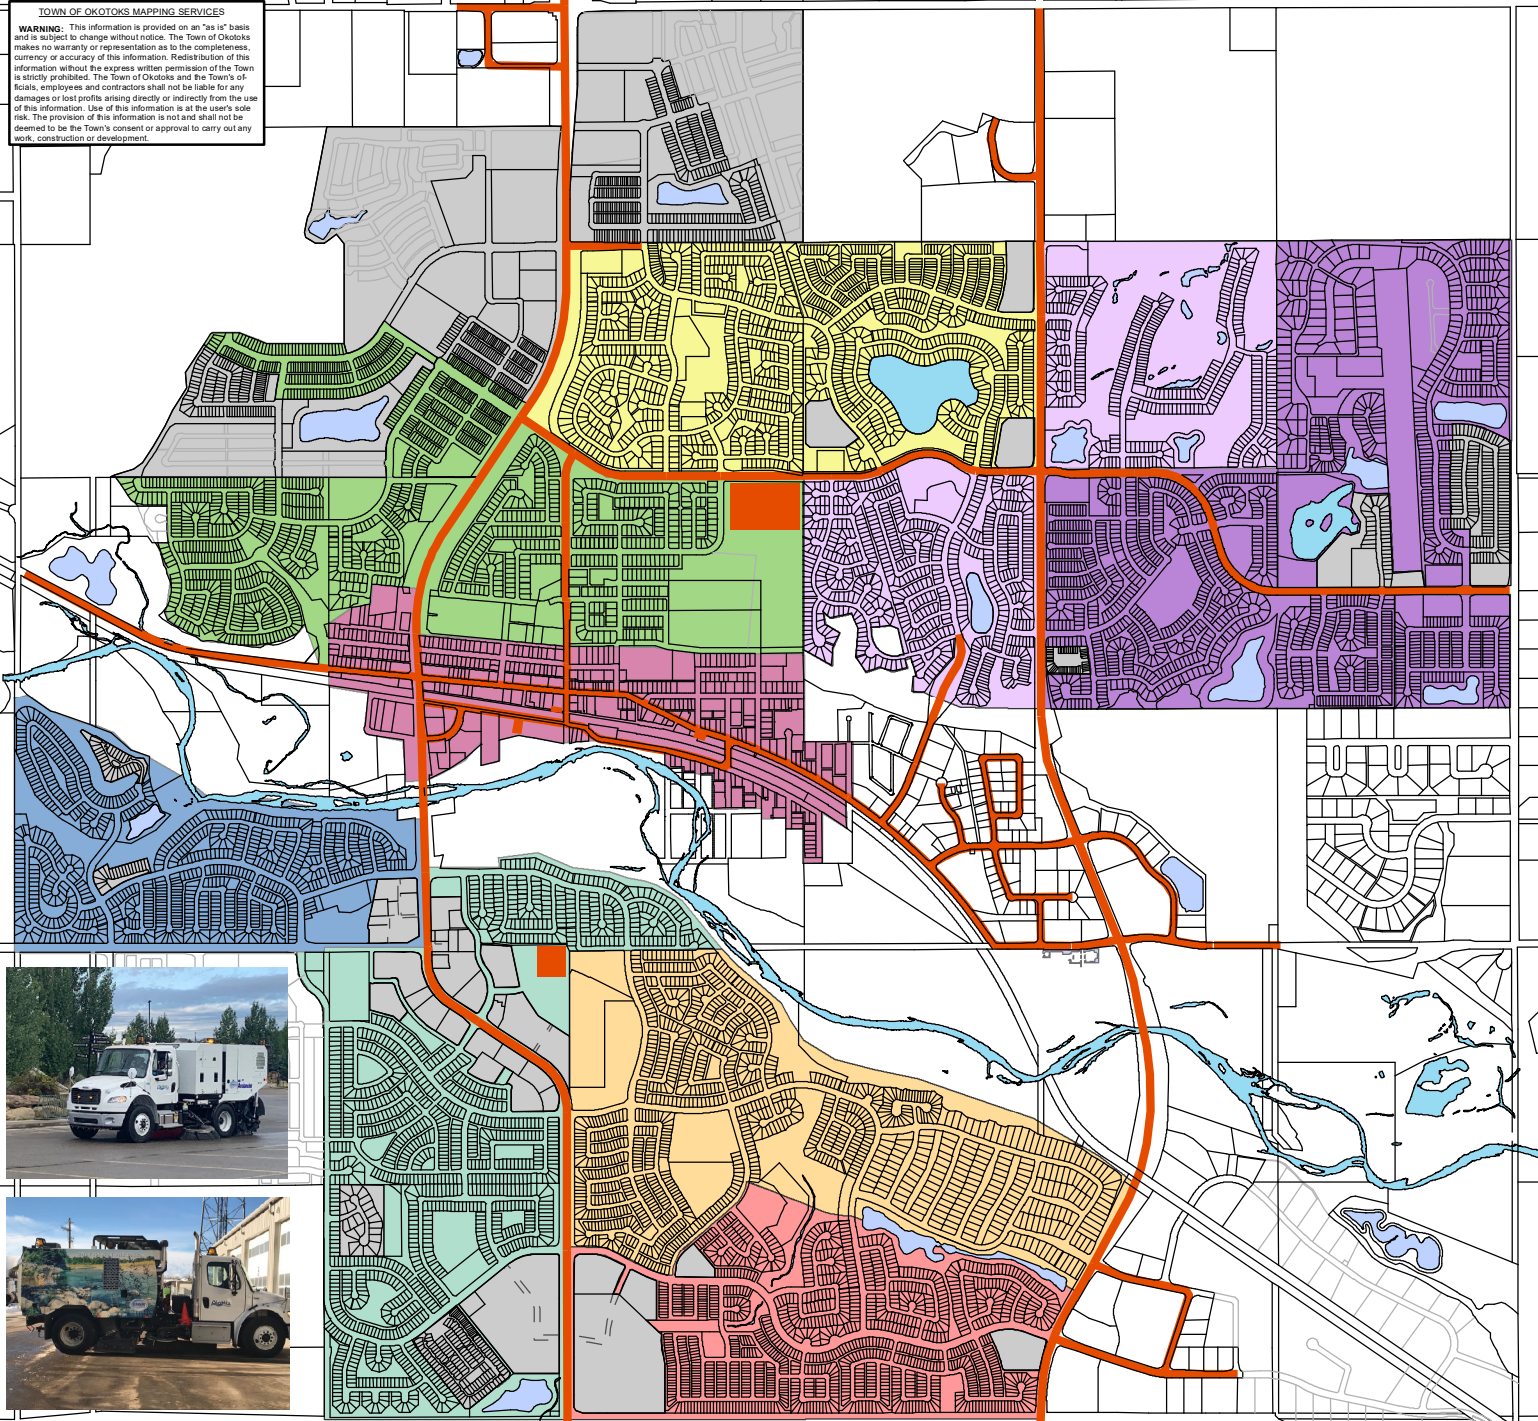 TOWN OF OKOTOKS MAPPING SERVICES
WARNING: This information is provided on an "as is" basis
and is subject to change without notice. The Town of Okotoks
makes no warranty or representation as to the completeness,
currency or accuracy of this information. Redistribution of this
information without the express written permission of the Town
is strictly prohibited. The Town of Okotoks and the Town's of-
ficials, employees and contractors shall not be liable for any
damages or lost profits arising directly or indirectly from the use
of this information. Use of this information is at the user's sole
risk. The provision of this information is not and shall not be
deemed to be the Town's consent or approval to carry out any
work, construction or development.